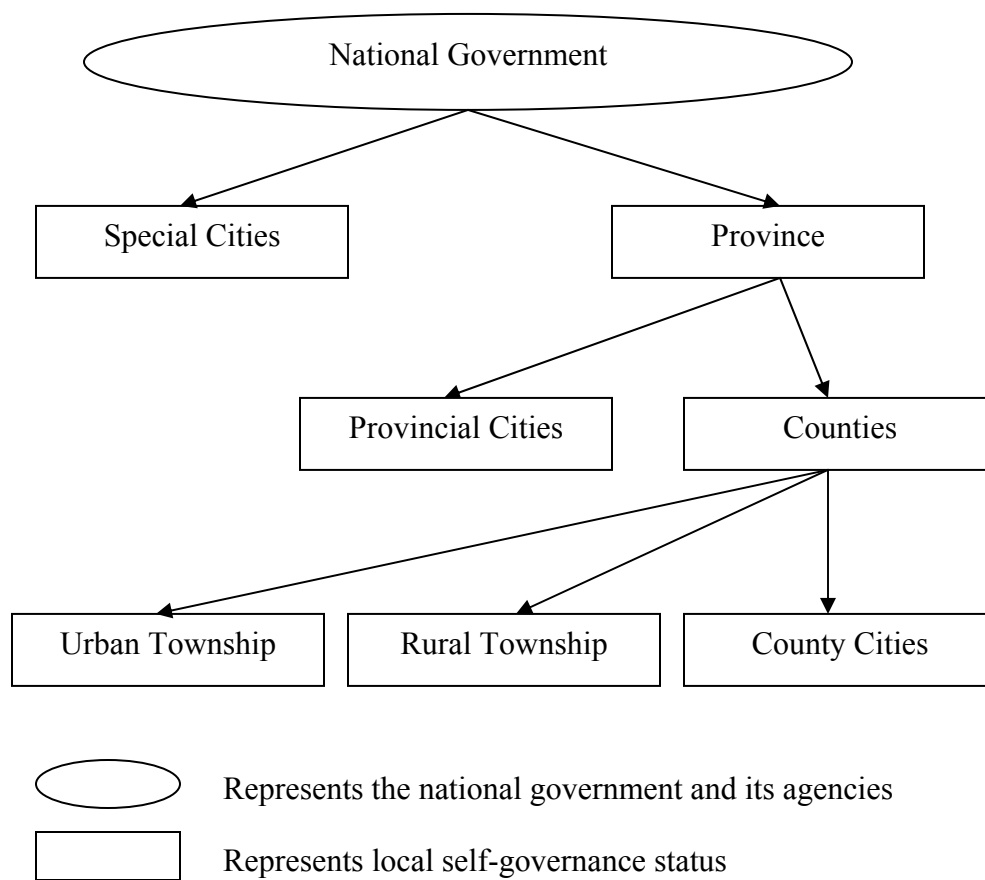 National Government
Special Cities
Province
Provincial Cities
Counties
Urban Township
Rural Township
County Cities
Represents the national government and its agencies
Represents local self-governance status